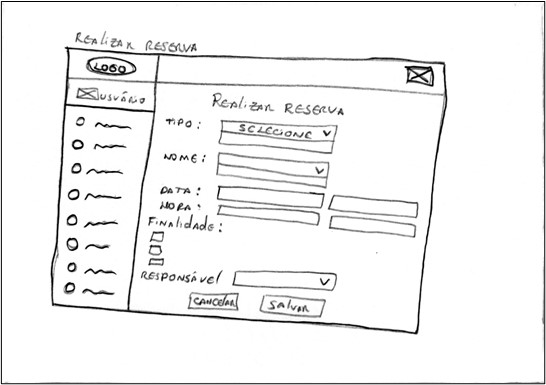 REALIZAR RESERVA
LOGO
USUÁRIO
REALIZAR RESERVA
TIPO:
SELECIONE
NOME:
DATA:
HORA:
FINALIDADE:
RESPONSÁVEL
CANCELAR
SALVAR